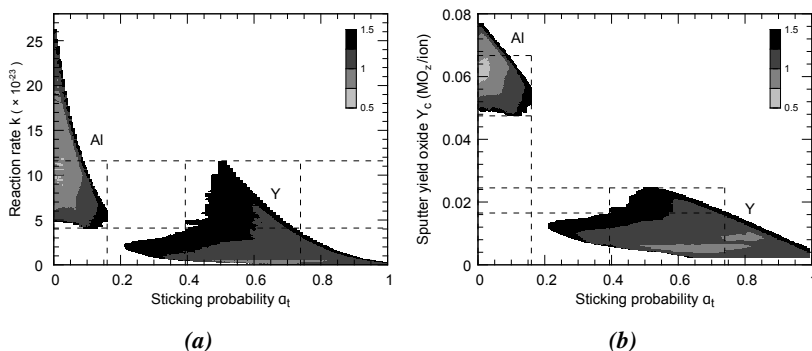 Reaction rate k ( × 10⁻²³)
25
20
15
10
5
0
Al
Y
1.5
1
0.5
0
0.2
0.4
0.6
0.8
1
Sticking probability αt
(a)
Sputter yield oxide Yc (MOz/ion)
0.08
0.06
0.04
0.02
0
Al
Y
1.5
1
0.5
0
0.2
0.4
0.6
0.8
1
Sticking probability αt
(b)